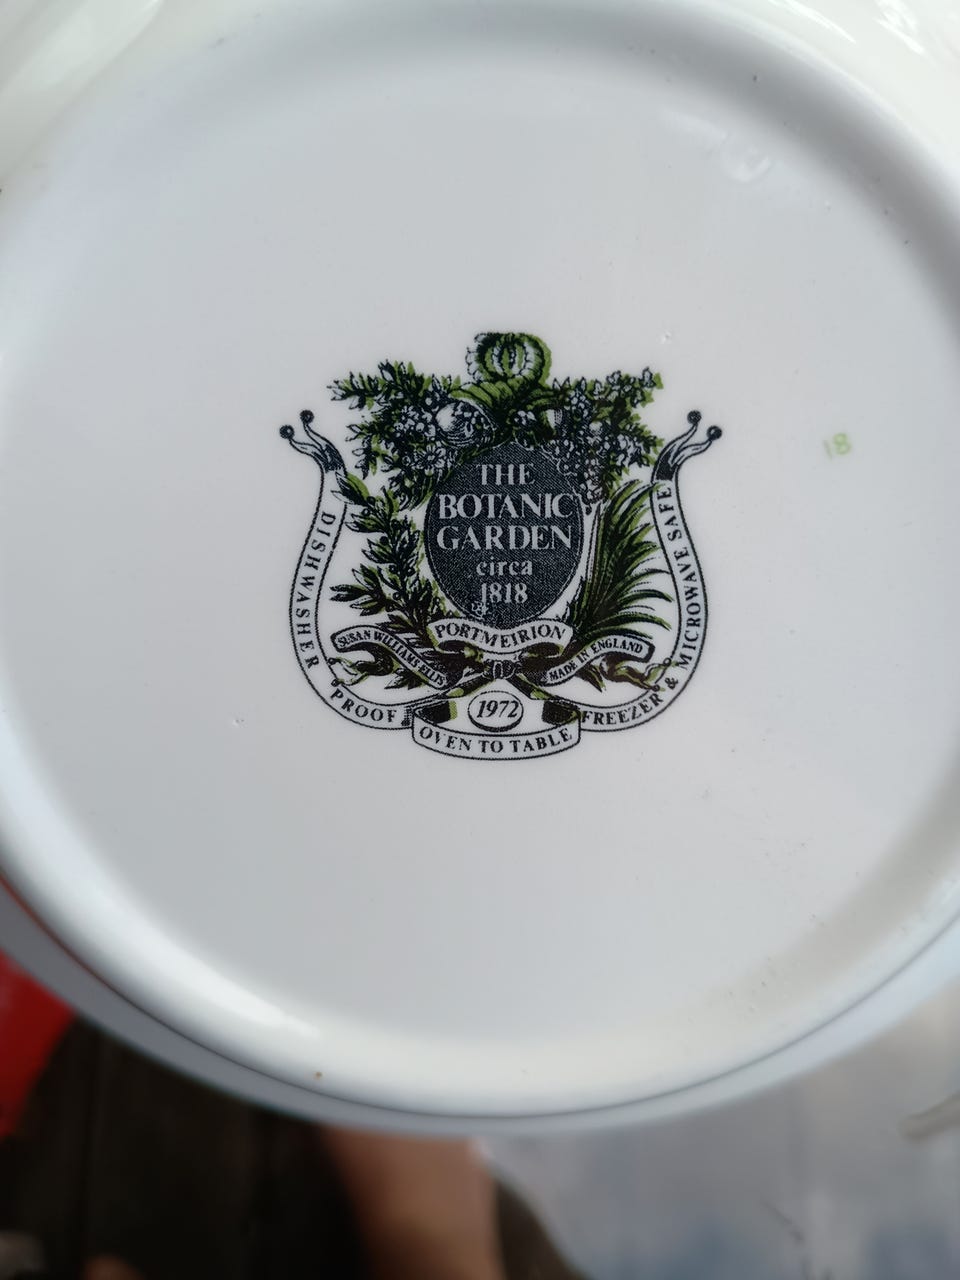 THE
BOTANIC
GARDEN
circa
1818
PORTMEIRION
SUSAN WILLIAMS-ELLIS
MADE IN ENGLAND
1972
DISHWASHER PROOF
OVEN TO TABLE
FREEZER & MICROWAVE SAFE
18